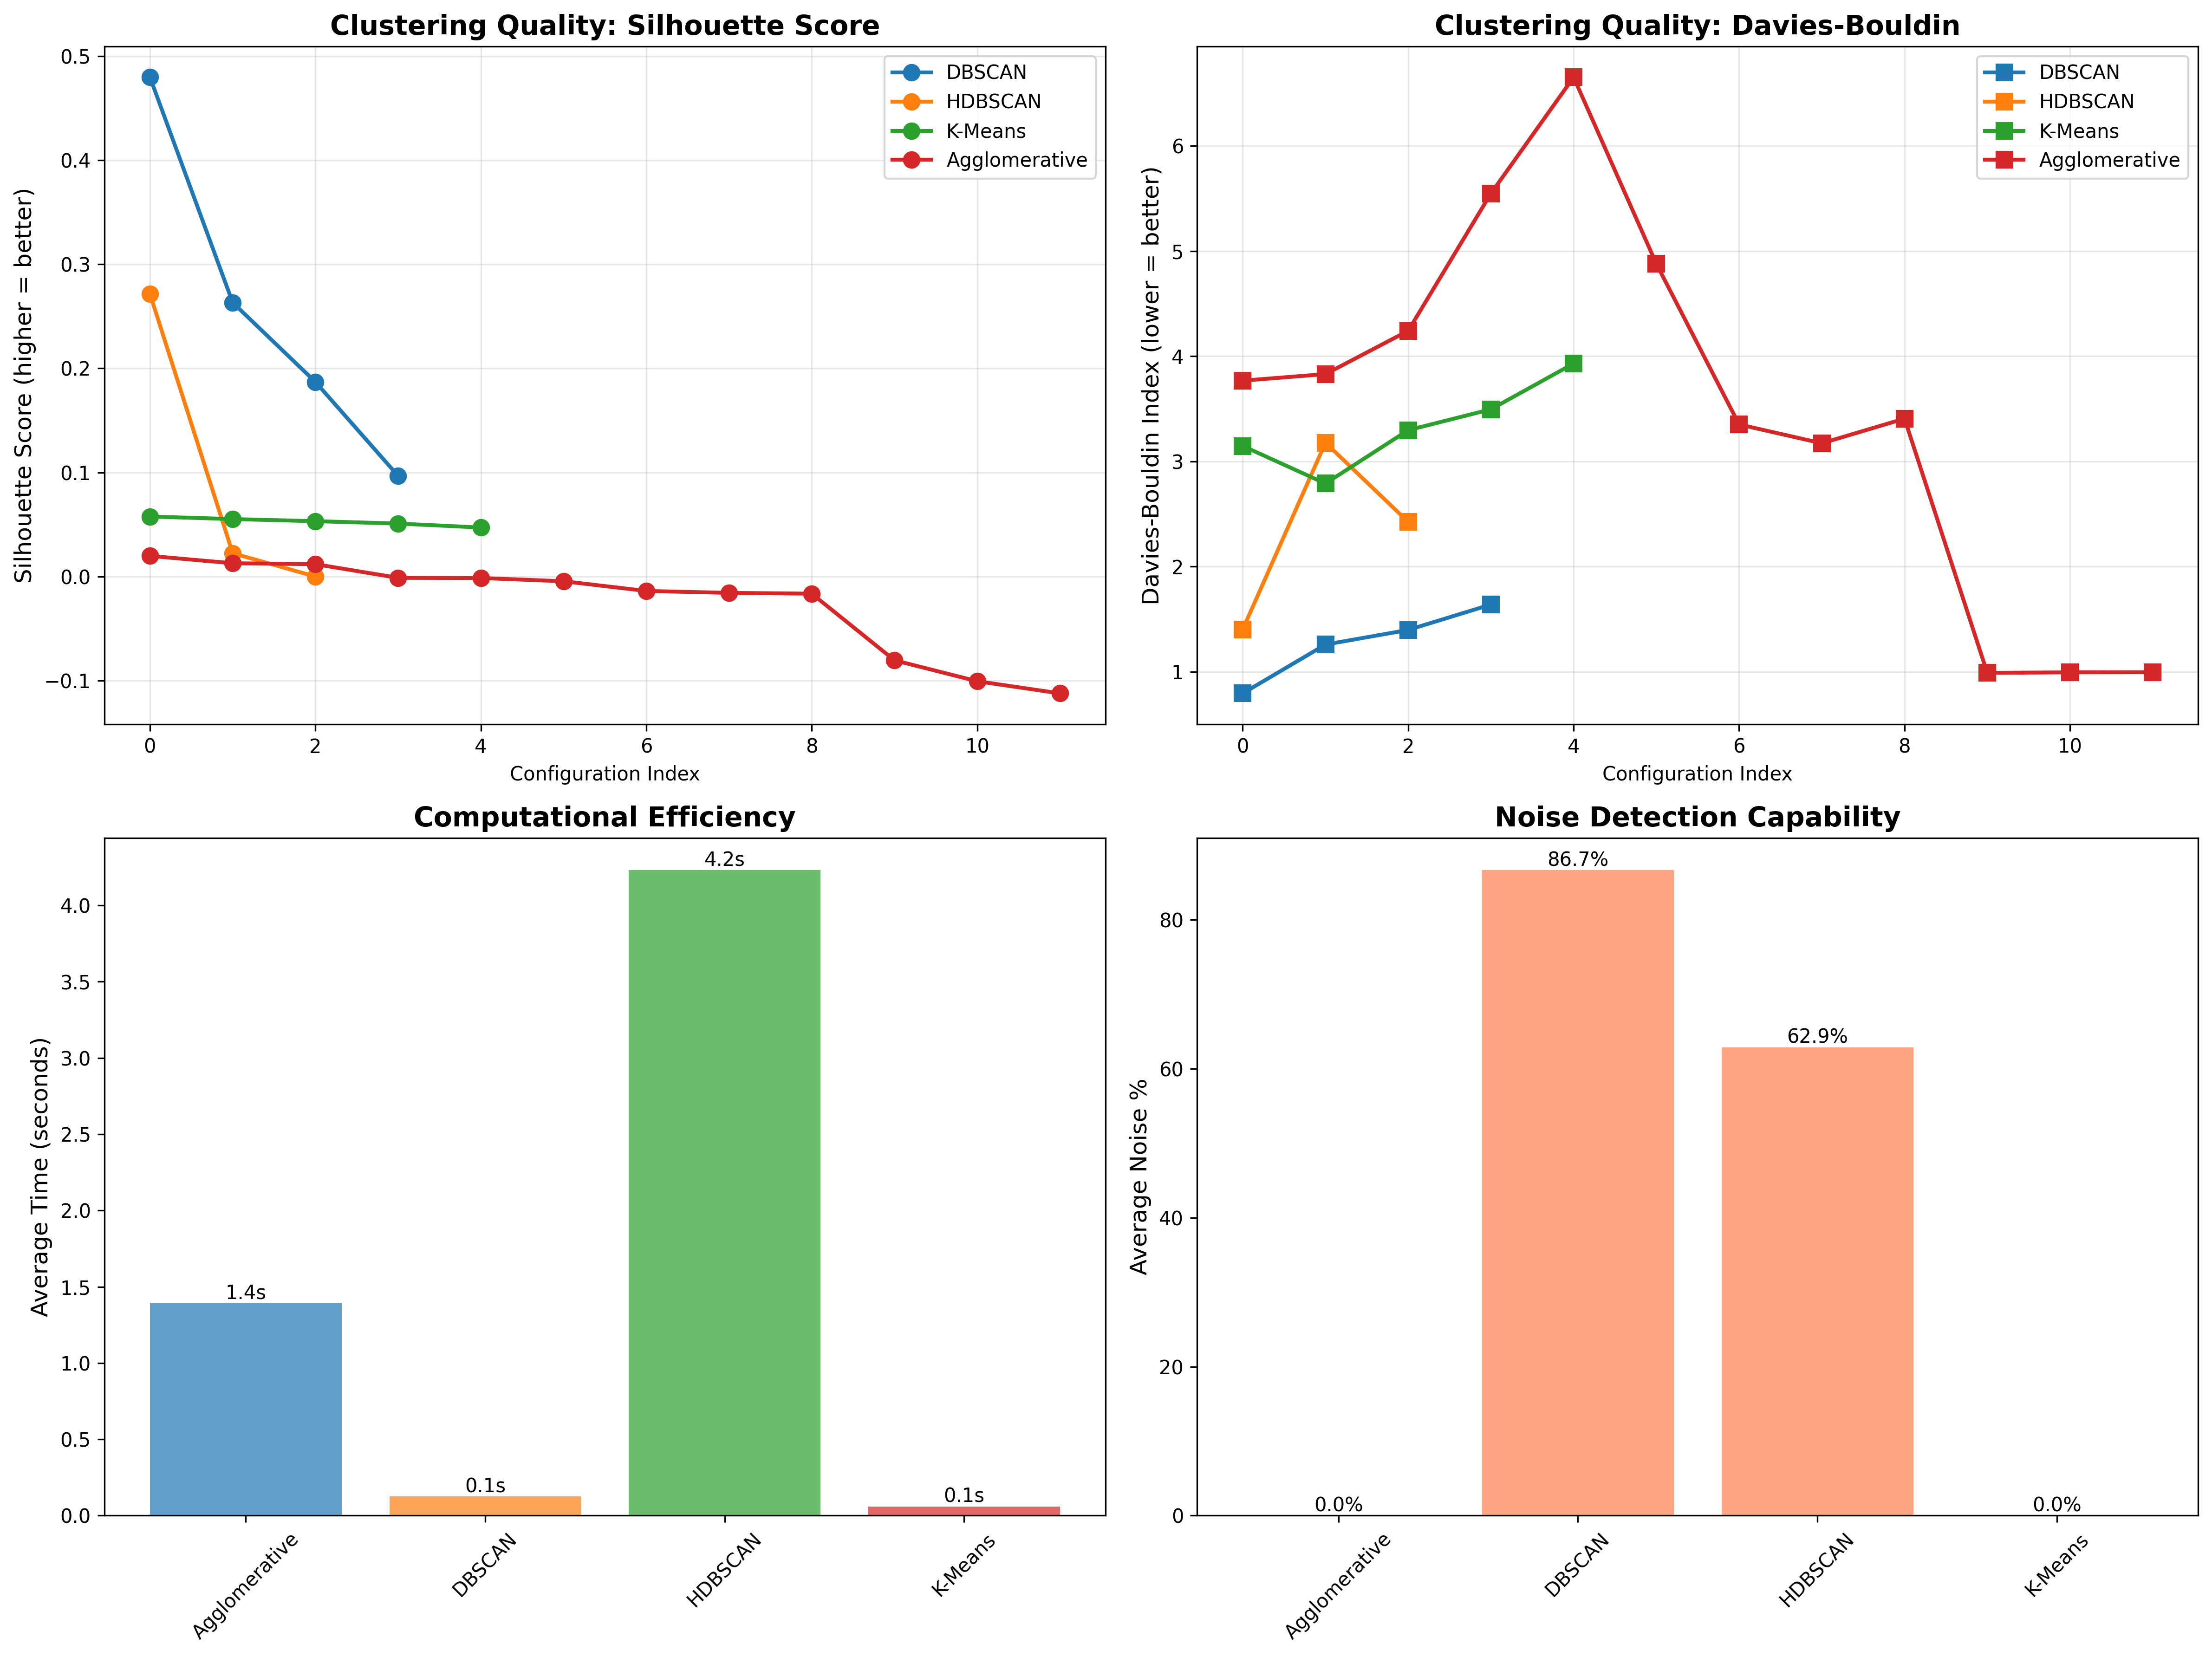 Clustering Quality: Silhouette Score
Silhouette Score (higher = better)
0.5
0.4
0.3
0.2
0.1
0.0
−0.1
DBSCAN
HDBSCAN
K-Means
Agglomerative
0 2 4 6 8 10
Configuration Index
Clustering Quality: Davies-Bouldin
Davies-Bouldin Index (lower = better)
6
5
4
3
2
1
DBSCAN
HDBSCAN
K-Means
Agglomerative
0 2 4 6 8 10
Configuration Index
Computational Efficiency
Average Time (seconds)
4.0
3.5
3.0
2.5
2.0
1.5
1.0
0.5
0.0
1.4s
0.1s
4.2s
0.1s
Agglomerative
DBSCAN
HDBSCAN
K-Means
Noise Detection Capability
Average Noise %
80
60
40
20
0
0.0%
86.7%
62.9%
0.0%
Agglomerative
DBSCAN
HDBSCAN
K-Means